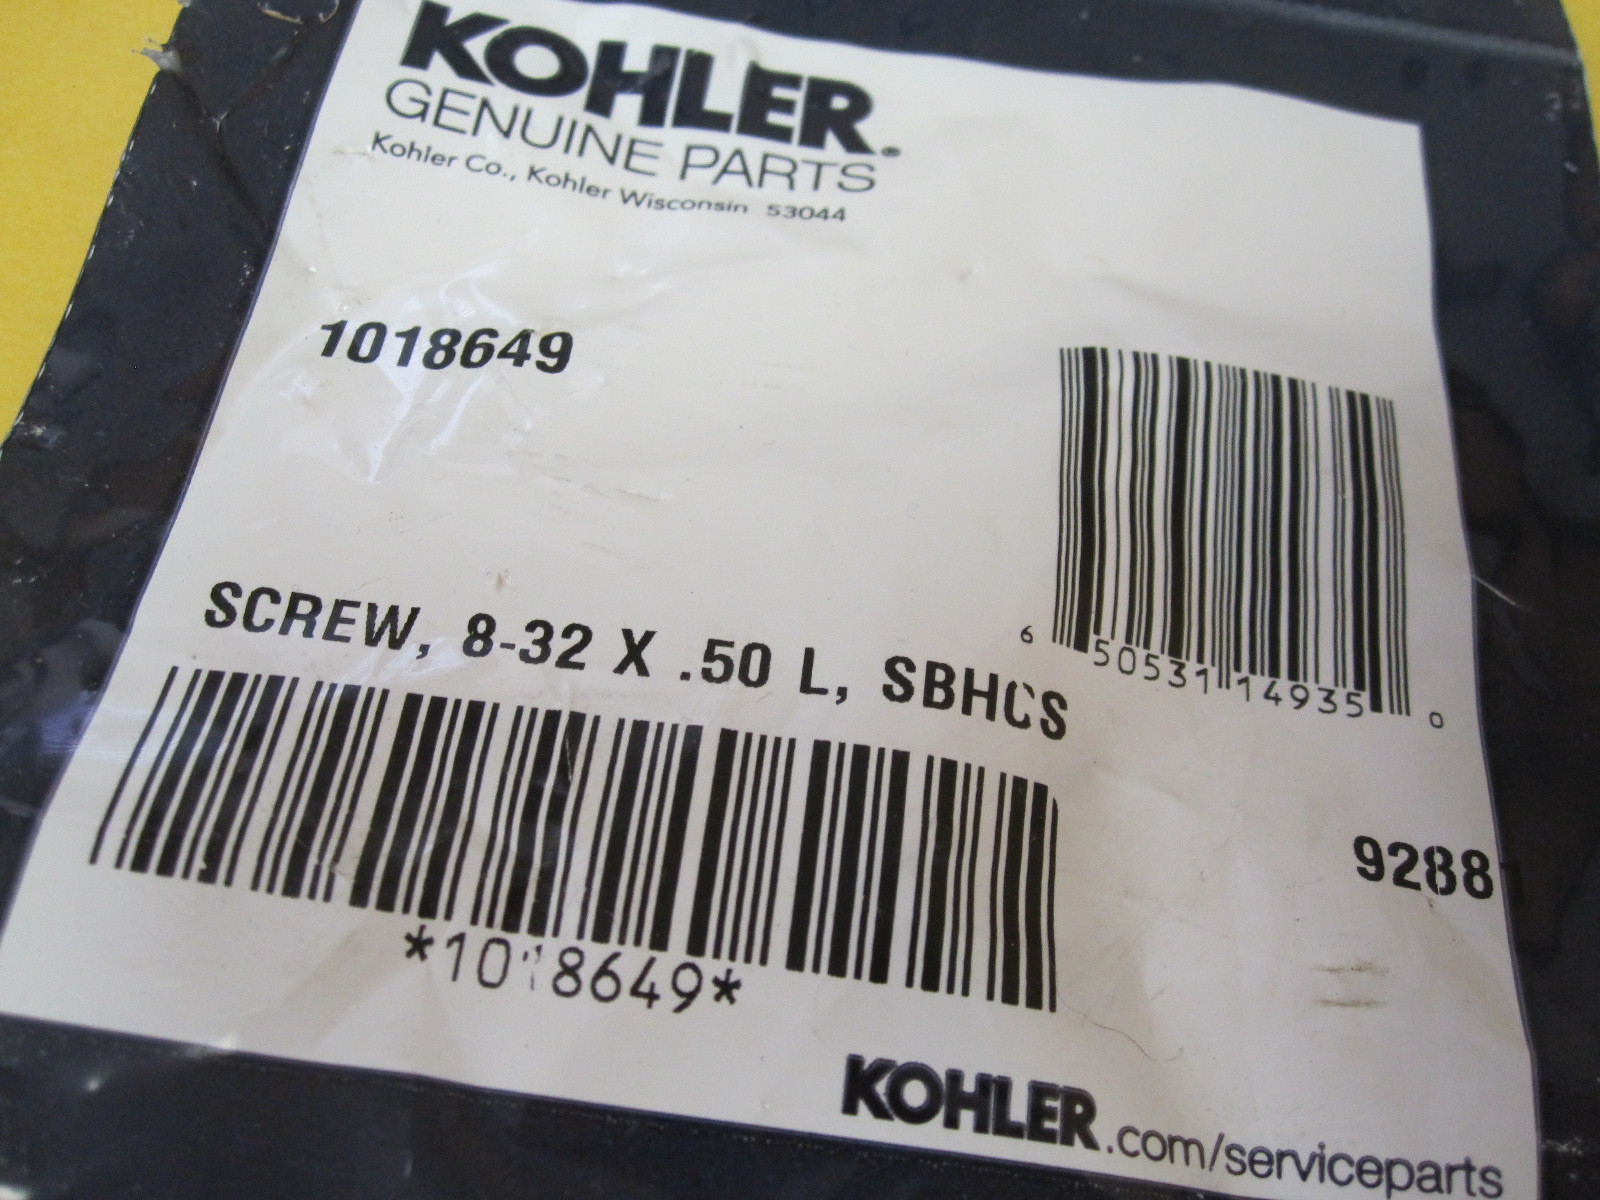 KOHLER®
GENUINE PARTS
Kohler Co., Kohler Wisconsin 53044
1018649
6 50531 14935 0
SCREW, 8-32 X .50 L, SBHCS
9288
*1018649*
KOHLER.com/serviceparts